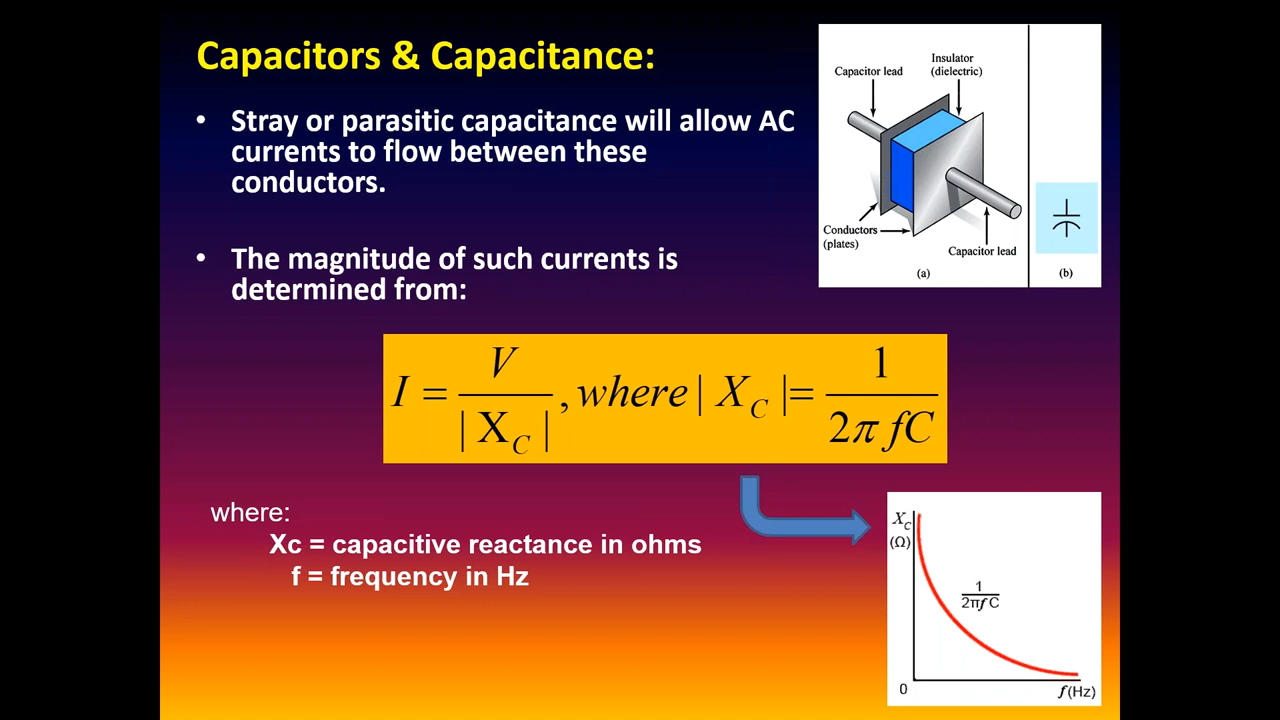 Capacitors & Capacitance:
• Stray or parasitic capacitance will allow AC
currents to flow between these
conductors.
• The magnitude of such currents is
determined from:
I = V / | X_C | , where | X_C | = 1 / 2π fC
where:
Xc = capacitive reactance in ohms
f = frequency in Hz
Capacitor lead
Insulator
(dielectric)
Conductors
(plates)
Capacitor lead
(a)
(b)
X_C
(Ω)
1 / 2πf C
0
f(Hz)